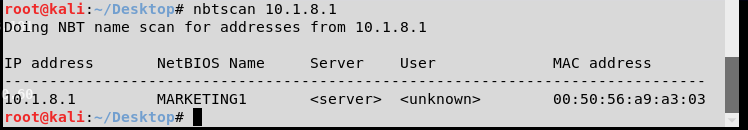 root@kali:~/Desktop# nbtscan 10.1.8.1
Doing NBT name scan for addresses from 10.1.8.1
IP address NetBIOS Name Server User MAC address
------------------------------------------------------------------------------
10.1.8.1 MARKETING1 <server> <unknown> 00:50:56:a9:a3:03
root@kali:~/Desktop#